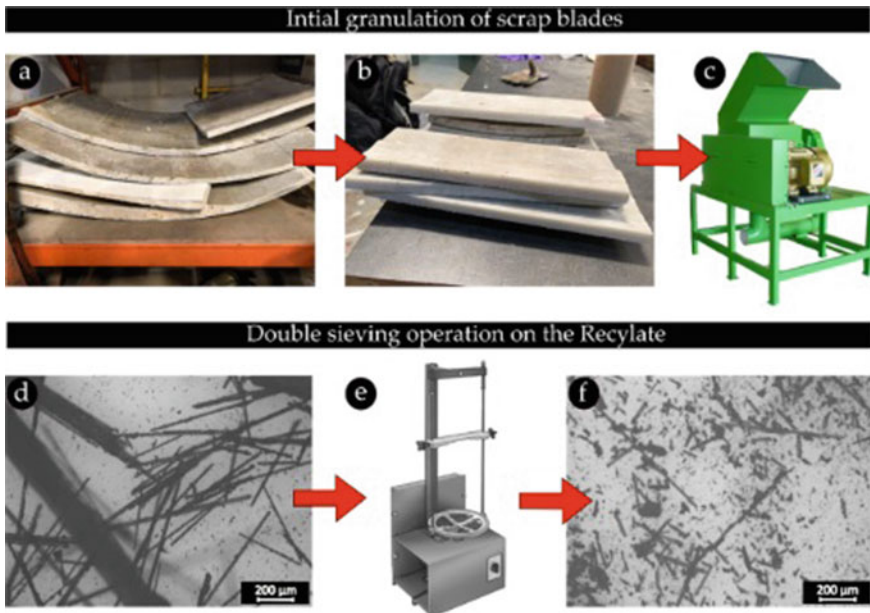 Intial granulation of scrap blades
a
b
c
Double sieving operation on the Recylate
d
e
f
200 µm
200 µm